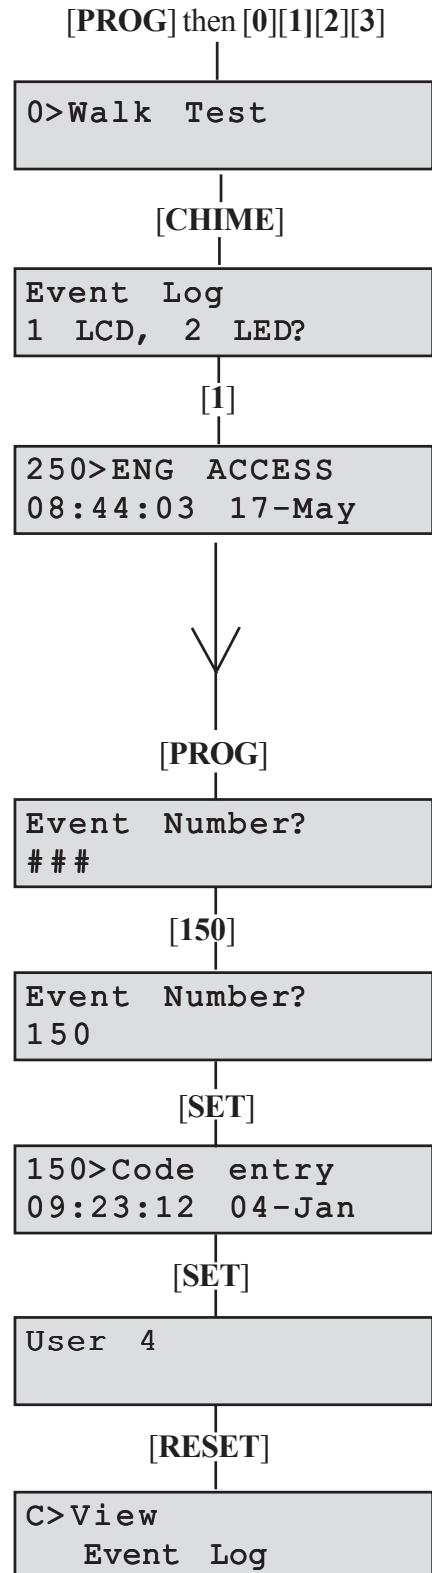 [PROG] then [0][1][2][3]
0>Walk Test
[CHIME]
Event Log
1 LCD, 2 LED?
[1]
250>ENG ACCESS
08:44:03 17-May
[PROG]
Event Number?
###
[150]
Event Number?
150
[SET]
150>Code entry
09:23:12 04-Jan
[SET]
User 4
[RESET]
C>View
Event Log